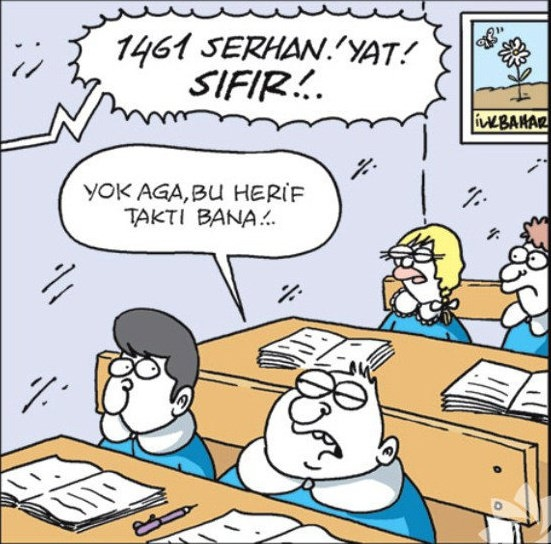 1461 SERHAN! YAT!
SIFIR!..
İLKBAHAR
YOK AGA, BU HERİF
TAKTI BANA!..